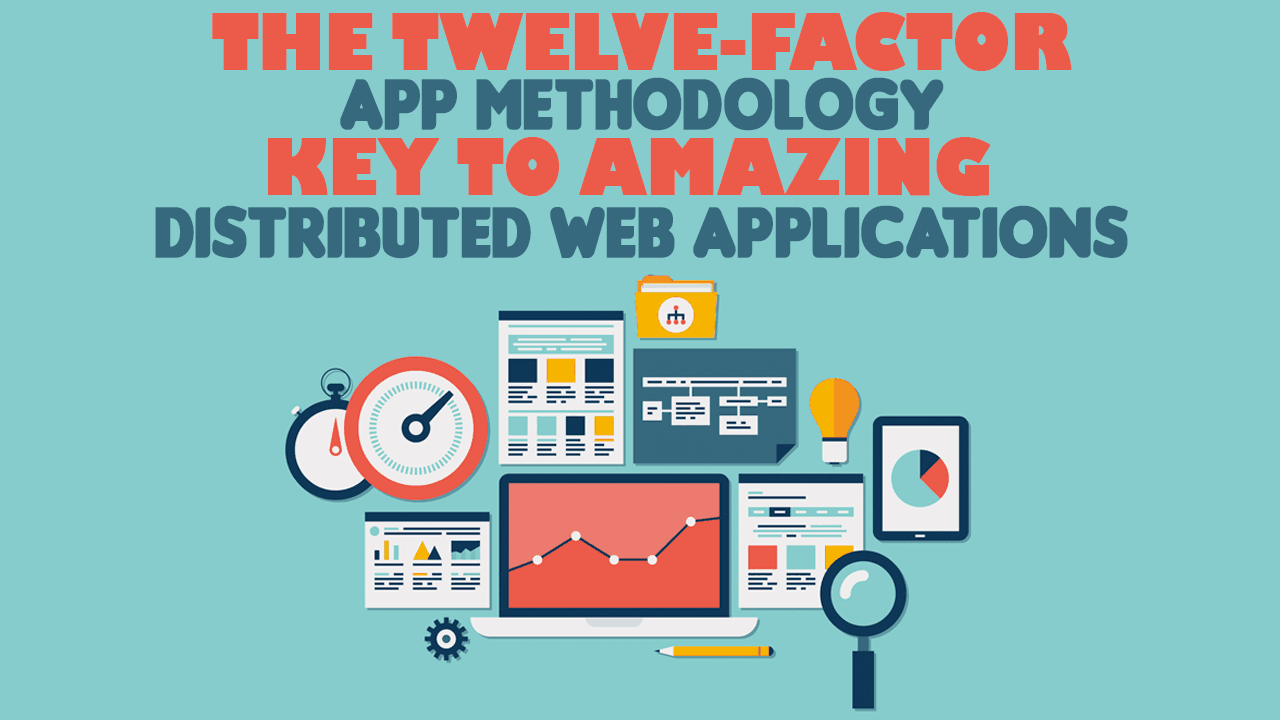 THE TWELVE-FACTOR
APP METHODOLOGY
KEY TO AMAZING
DISTRIBUTED WEB APPLICATIONS